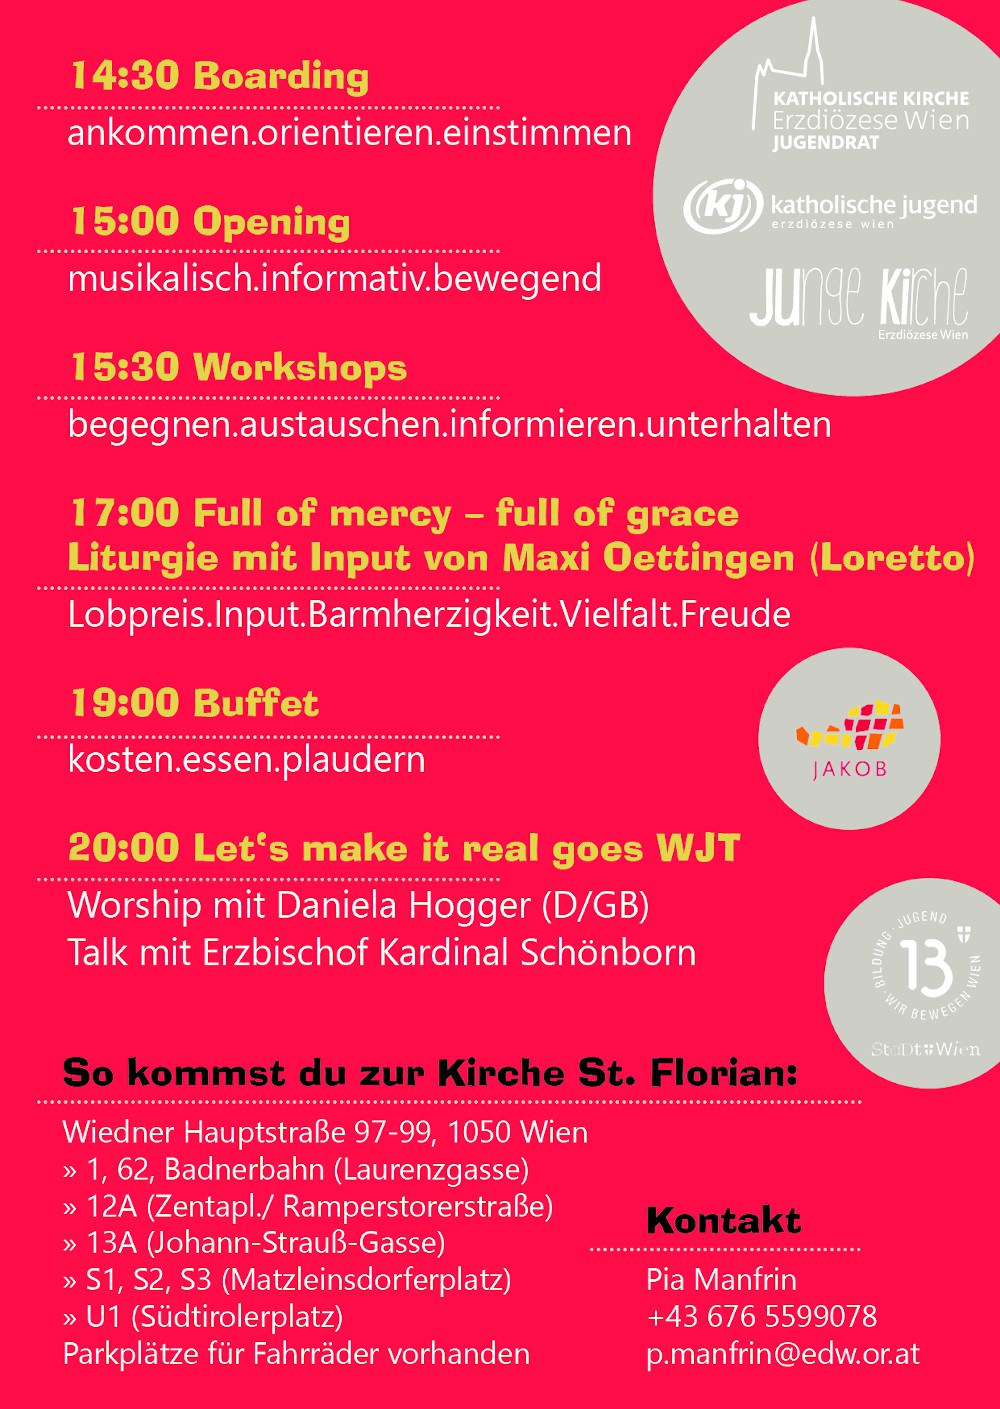 14:30 Boarding
ankommen.orientieren.einstimmen
15:00 Opening
musikalisch.informativ.bewegend
15:30 Workshops
begegnen.austauschen.informieren.unterhalten
17:00 Full of mercy – full of grace
Liturgie mit Input von Maxi Oettingen (Loretto)
Lobpreis.Input.Barmherzigkeit.Vielfalt.Freude
19:00 Buffet
kosten.essen.plaudern
20:00 Let‘s make it real goes WJT
Worship mit Daniela Hogger (D/GB)
Talk mit Erzbischof Kardinal Schönborn
KATHOLISCHE KIRCHE
Erzdiözese Wien
JUGENDRAT
kj katholische jugend
erzdiözese wien
Junge Kirche
Erzdiözese Wien
JAKOB
BILDUNG · JUGEND
13
· WIR BEWEGEN WIEN
StaDt Wien
So kommst du zur Kirche St. Florian:
Wiedner Hauptstraße 97-99, 1050 Wien
» 1, 62, Badnerbahn (Laurenzgasse)
» 12A (Zentapl./ Ramperstorerstraße)
» 13A (Johann-Strauß-Gasse)
» S1, S2, S3 (Matzleinsdorferplatz)
» U1 (Südtirolerplatz)
Parkplätze für Fahrräder vorhanden
Kontakt
Pia Manfrin
+43 676 5599078
p.manfrin@edw.or.at